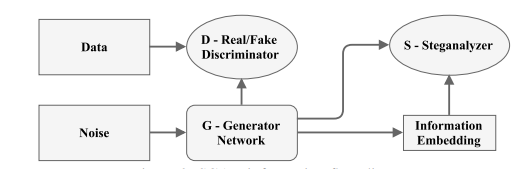 Data
D - Real/Fake
Discriminator
S - Steganalyzer
Noise
G - Generator
Network
Information
Embedding